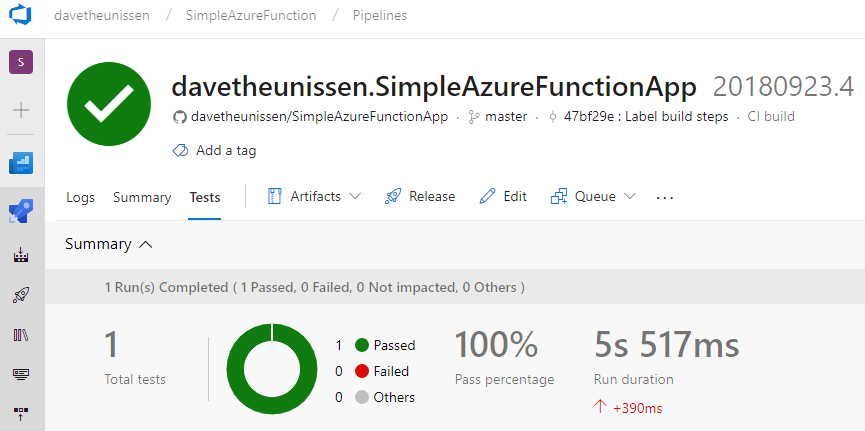 davetheunissen / SimpleAzureFunction / Pipelines
S
davetheunissen.SimpleAzureFunctionApp 20180923.4
davetheunissen/SimpleAzureFunctionApp · master · 47bf29e : Label build steps · CI build
Add a tag
Logs Summary Tests Artifacts Release Edit Queue ...
Summary
1 Run(s) Completed ( 1 Passed, 0 Failed, 0 Not impacted, 0 Others )
1
Total tests
1 Passed
0 Failed
0 Others
100%
Pass percentage
5s 517ms
Run duration
+390ms